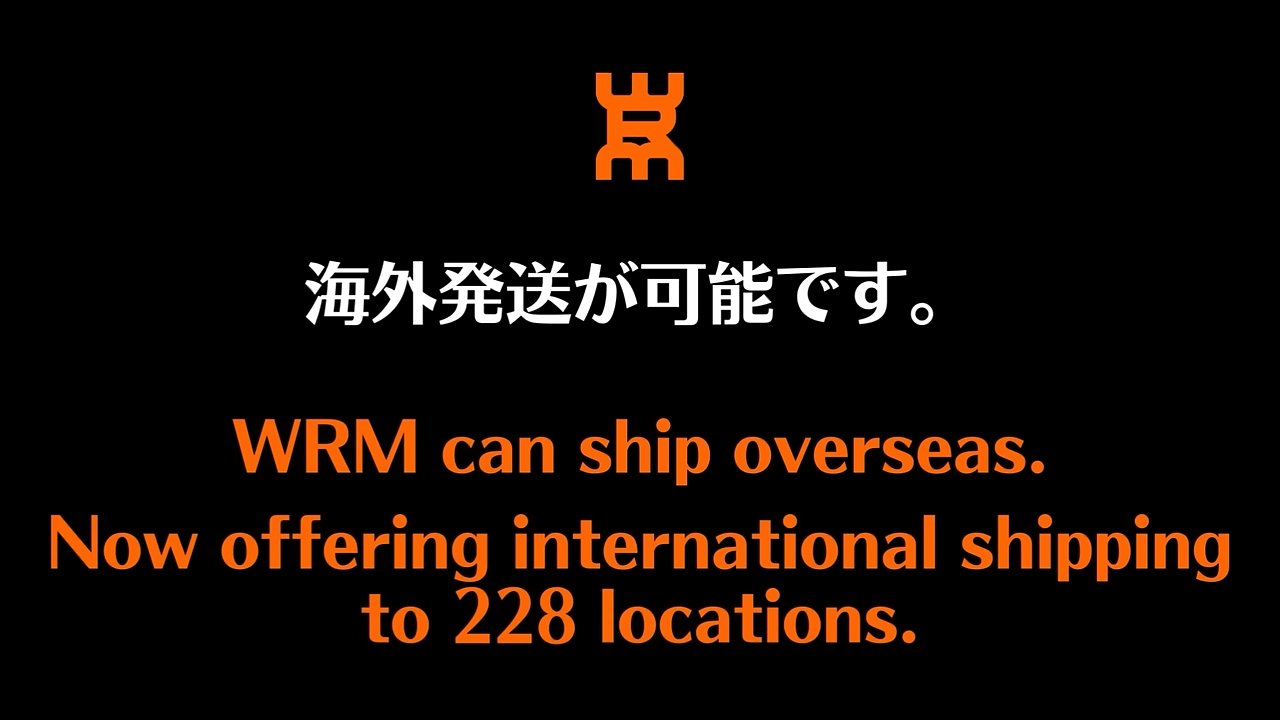 海外発送が可能です。
WRM can ship overseas.
Now offering international shipping
to 228 locations.